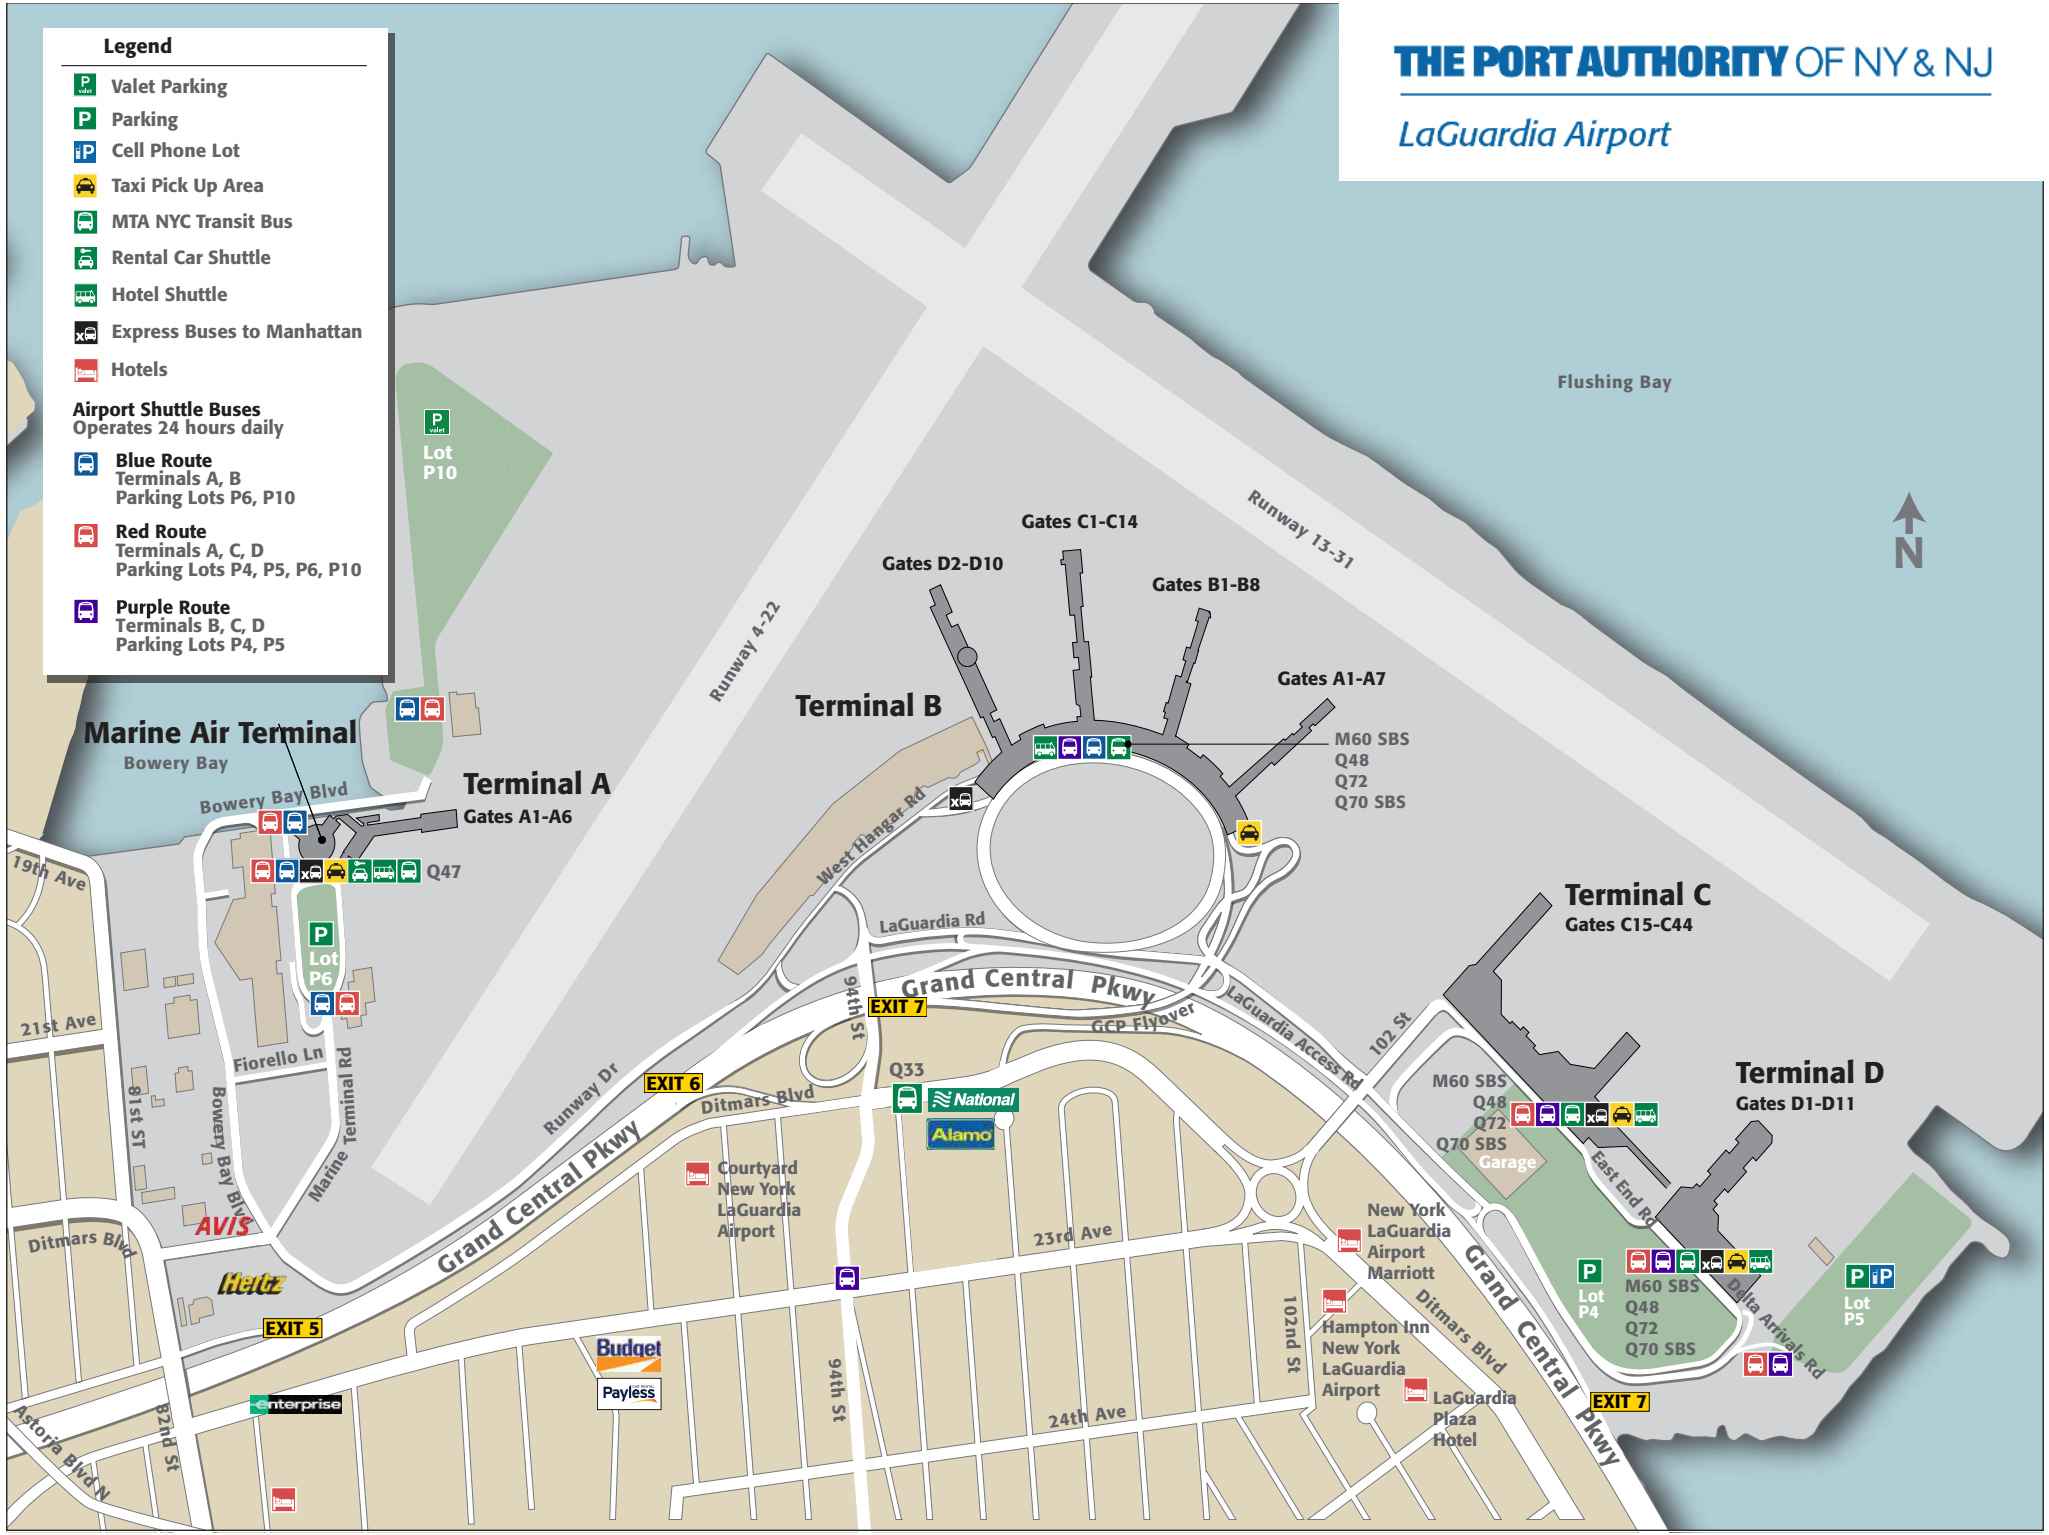 Legend
P valet Valet Parking
P Parking
P Cell Phone Lot
Taxi Pick Up Area
MTA NYC Transit Bus
Rental Car Shuttle
Hotel Shuttle
x Express Buses to Manhattan
Hotels
Airport Shuttle Buses
Operates 24 hours daily
Blue Route
Terminals A, B
Parking Lots P6, P10
Red Route
Terminals A, C, D
Parking Lots P4, P5, P6, P10
Purple Route
Terminals B, C, D
Parking Lots P4, P5
THE PORT AUTHORITY OF NY & NJ
LaGuardia Airport
Flushing Bay
N
P
valet
Lot
P10
Runway 13-31
Runway 4-22
Gates C1-C14
Gates D2-D10
Gates B1-B8
Gates A1-A7
Terminal B
M60 SBS
Q48
Q72
Q70 SBS
x
West Hangar Rd
LaGuardia Rd
Marine Air Terminal
Bowery Bay
Bowery Bay Blvd
Terminal A
Gates A1-A6
x
Q47
P
Lot
P6
19th Ave
21st Ave
Fiorello Ln
81st ST
Bowery Bay Blvd
Marine Terminal Rd
Runway Dr
Ditmars Blvd
AVIS
Hertz
EXIT 5
EXIT 6
EXIT 7
94th St
Grand Central Pkwy
GCP Flyover
LaGuardia Access Rd
102 St
Q33
National
Alamo
Ditmars Blvd
Grand Central Pkwy
Courtyard
New York
LaGuardia
Airport
23rd Ave
24th Ave
94th St
102nd St
Budget
CAR RENTAL
Payless
enterprise
82nd St
Astoria Blvd N
Terminal C
Gates C15-C44
M60 SBS
Q48
Q72
Q70 SBS
x
Garage
East End Rd
Terminal D
Gates D1-D11
x
P
Lot
P4
M60 SBS
Q48
Q72
Q70 SBS
Delta Arrivals Rd
P P
Lot
P5
EXIT 7
Grand Central Pkwy
Ditmars Blvd
New York
LaGuardia
Airport
Marriott
Hampton Inn
New York
LaGuardia
Airport
LaGuardia
Plaza
Hotel